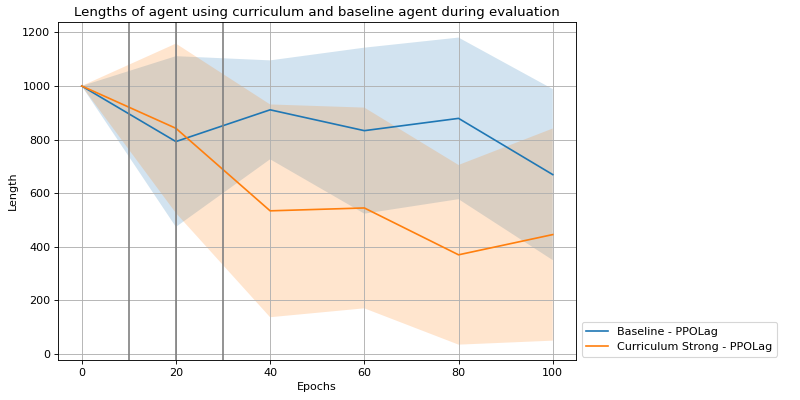 Lengths of agent using curriculum and baseline agent during evaluation
1200
1000
800
600
400
200
0
Length
0 20 40 60 80 100
Epochs
Baseline - PPOLag
Curriculum Strong - PPOLag